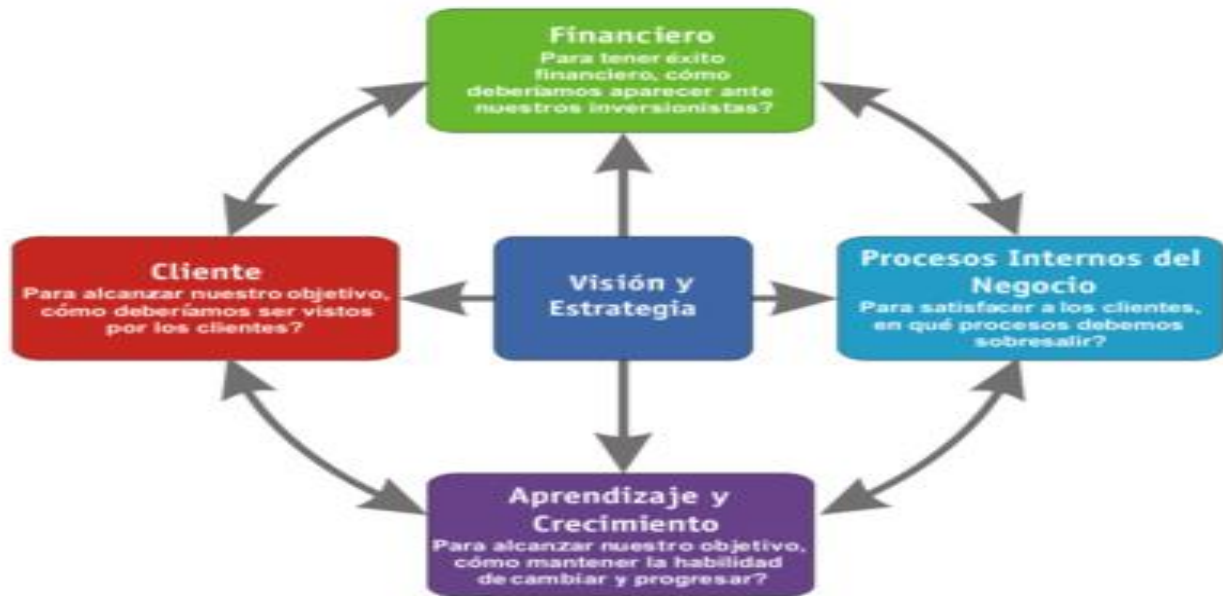 Financiero
Para tener éxito
financiero, cómo
deberíamos aparecer ante
nuestros inversionistas?
Cliente
Para alcanzar nuestro objetivo,
cómo deberíamos ser vistos
por los clientes?
Visión y
Estrategia
Procesos Internos del
Negocio
Para satisfacer a los clientes,
en qué procesos debemos
sobresalir?
Aprendizaje y
Crecimiento
Para alcanzar nuestro objetivo,
cómo mantener la habilidad
de cambiar y progresar?